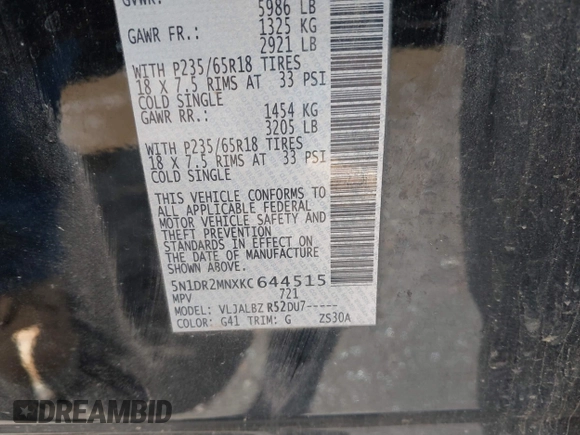 GVWR:
5986 LB
GAWR FR.: 1325 KG
2921 LB
WITH P235/65R18 TIRES
18 X 7.5 RIMS AT 33 PSI
COLD SINGLE
GAWR RR.: 1454 KG
3205 LB
WITH P235/65R18 TIRES
18 X 7.5 RIMS AT 33 PSI
COLD SINGLE
THIS VEHICLE CONFORMS TO
ALL APPLICABLE FEDERAL
MOTOR VEHICLE SAFETY AND
THEFT PREVENTION
STANDARDS IN EFFECT ON
THE DATE OF MANUFACTURE
SHOWN ABOVE.
5N1DR2MNXKC644515
MPV 721
MODEL: VLJALBZ R52DU7-----
COLOR: G41 TRIM: G ZS30A
DREAMBID